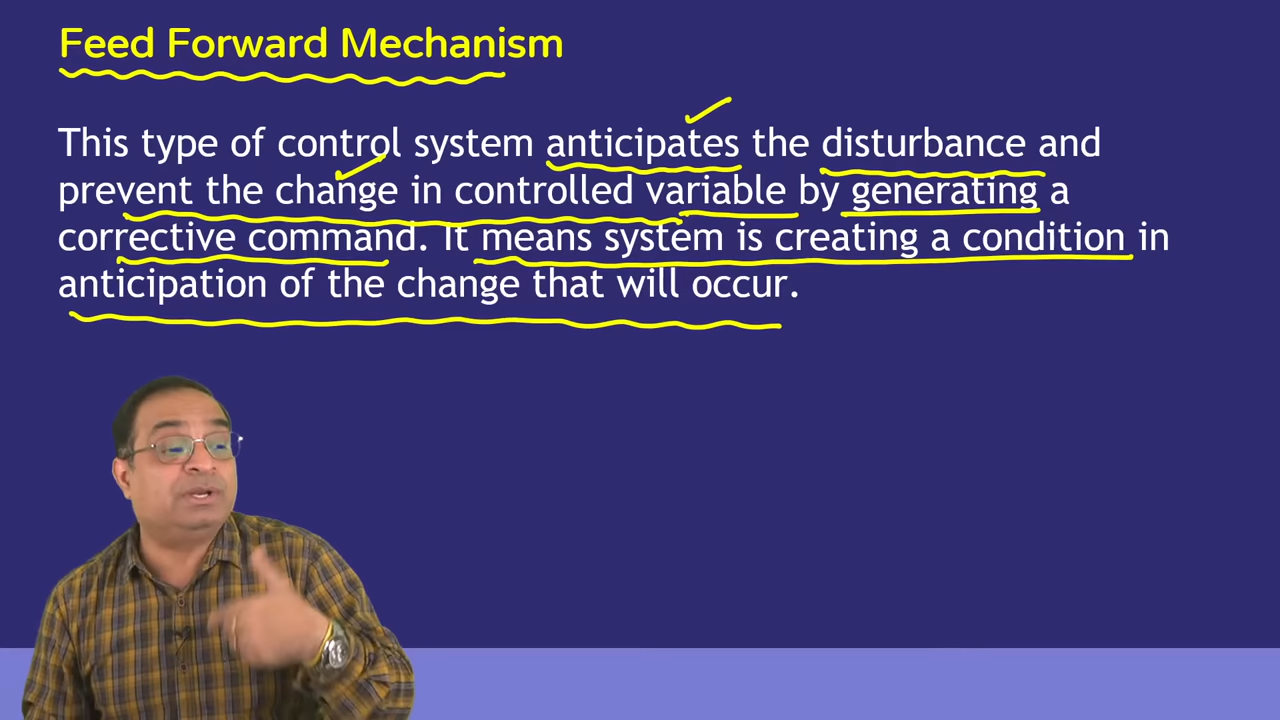 Feed Forward Mechanism
This type of control system anticipates the disturbance and
prevent the change in controlled variable by generating a
corrective command. It means system is creating a condition in
anticipation of the change that will occur.